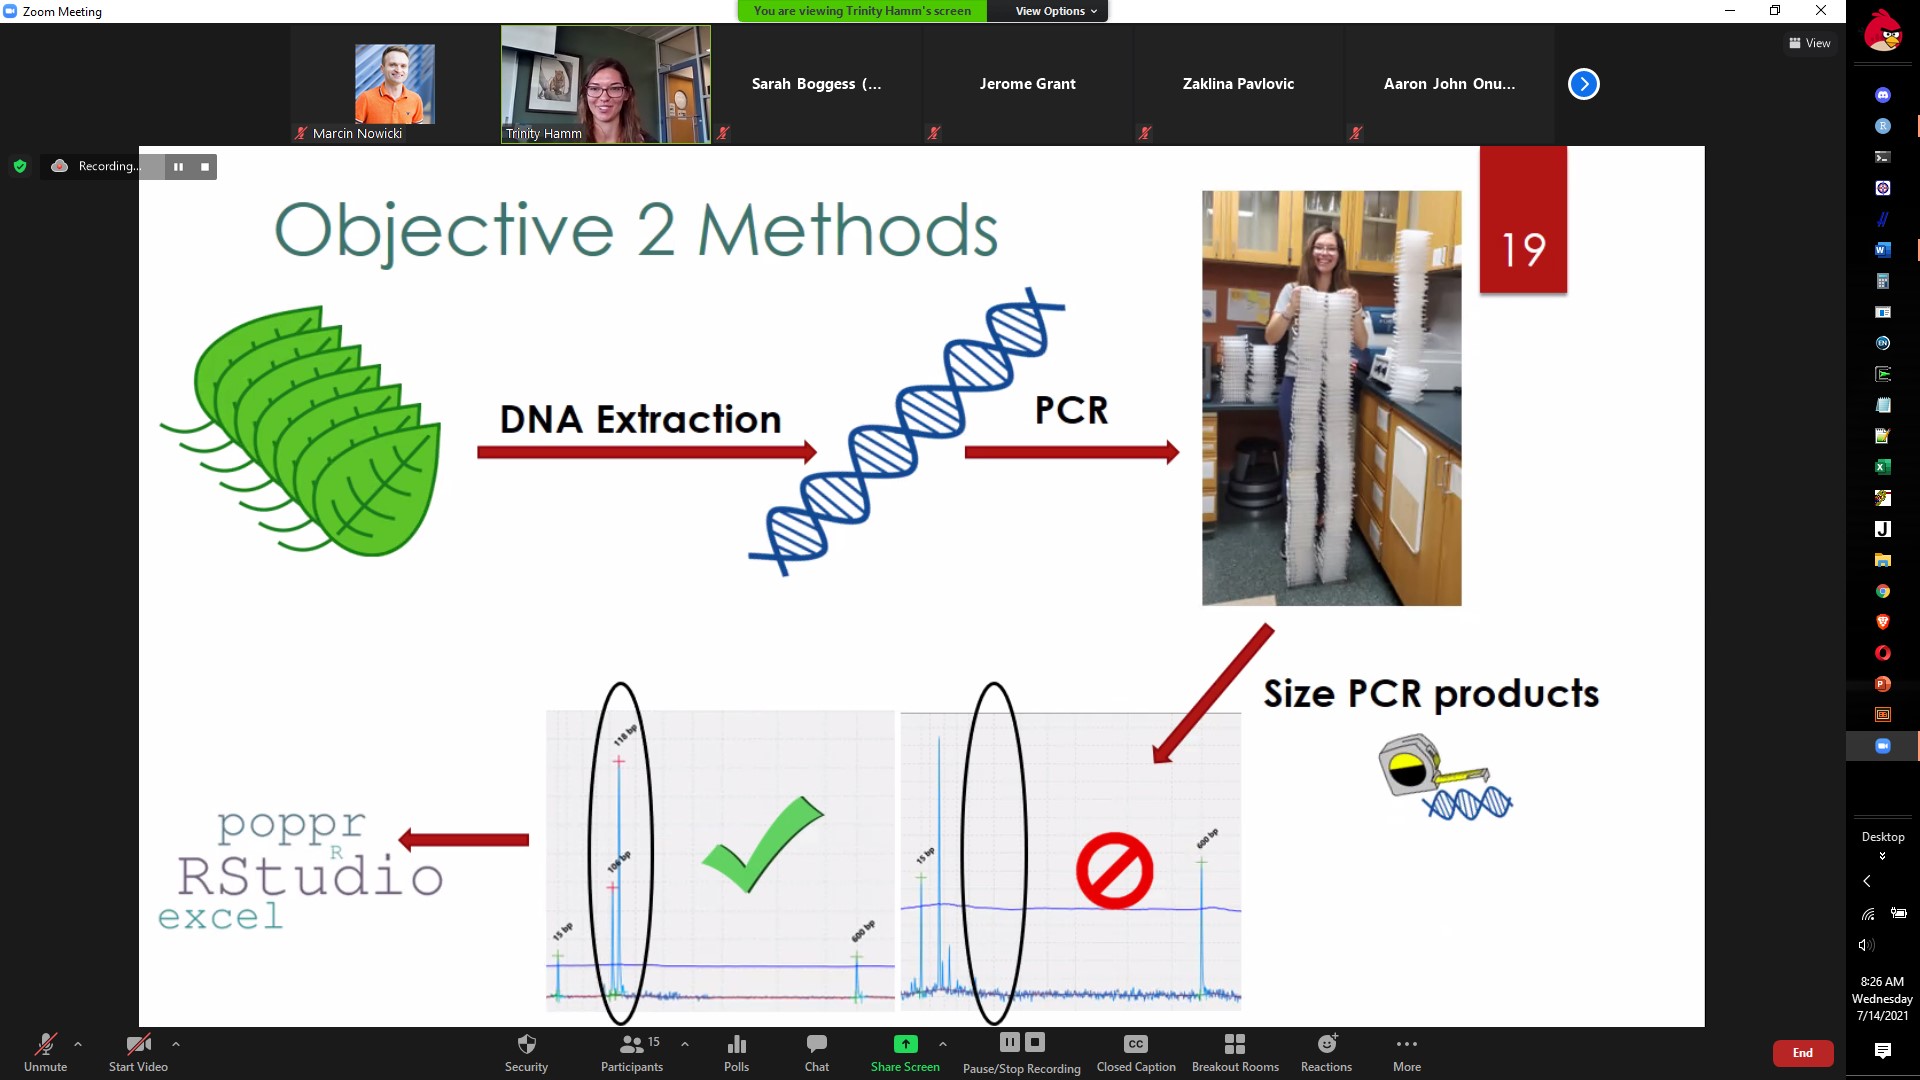 Zoom Meeting
You are viewing Trinity Hamm's screen
View Options
View
Marcin Nowicki
Trinity Hamm
Sarah Boggess (...
Jerome Grant
Zaklina Pavlovic
Aaron John Onu...
Recording...
Objective 2 Methods
19
DNA Extraction
PCR
Size PCR products
118 bp
106 bp
15 bp
600 bp
15 bp
600 bp
poppr
R
RStudio
excel
Desktop
8:26 AM
Wednesday
7/14/2021
Unmute
Start Video
Security
Participants
15
Polls
Chat
Share Screen
Pause/Stop Recording
CC
Closed Caption
Breakout Rooms
Reactions
More
End